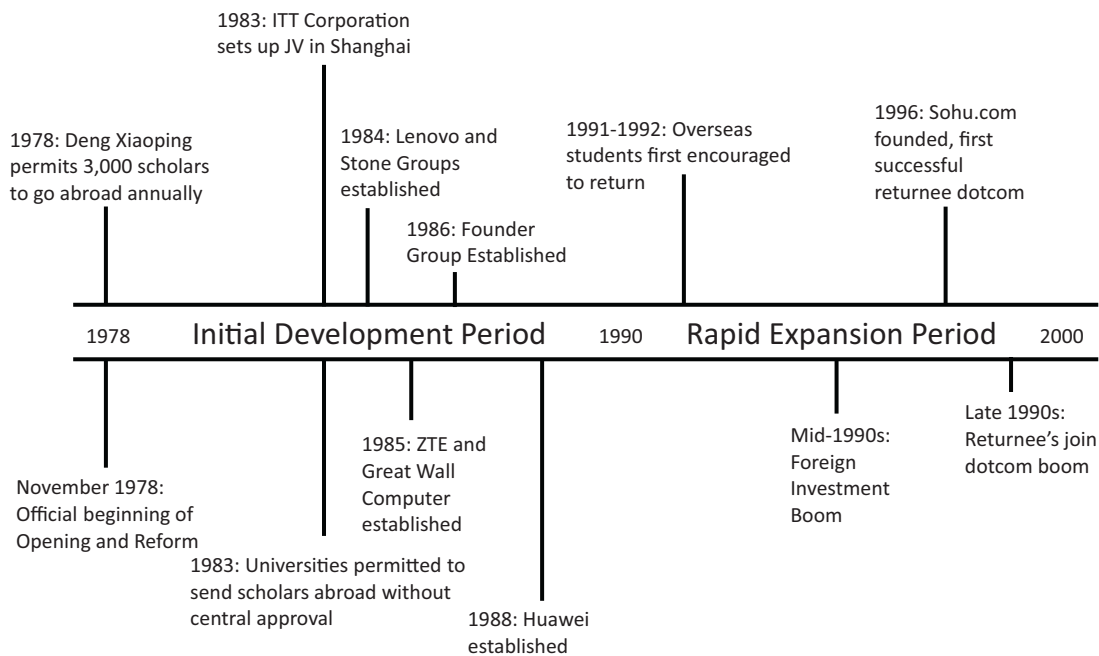 1983: ITT Corporation
sets up JV in Shanghai
1978: Deng Xiaoping
permits 3,000 scholars
to go abroad annually
1984: Lenovo and
Stone Groups
established
1986: Founder
Group Established
1991-1992: Overseas
students first encouraged
to return
1996: Sohu.com
founded, first
successful
returnee dotcom
1978 Initial Development Period 1990 Rapid Expansion Period 2000
November 1978:
Official beginning of
Opening and Reform
1983: Universities permitted to
send scholars abroad without
central approval
1985: ZTE and
Great Wall
Computer
established
1988: Huawei
established
Mid-1990s:
Foreign
Investment
Boom
Late 1990s:
Returnee's join
dotcom boom